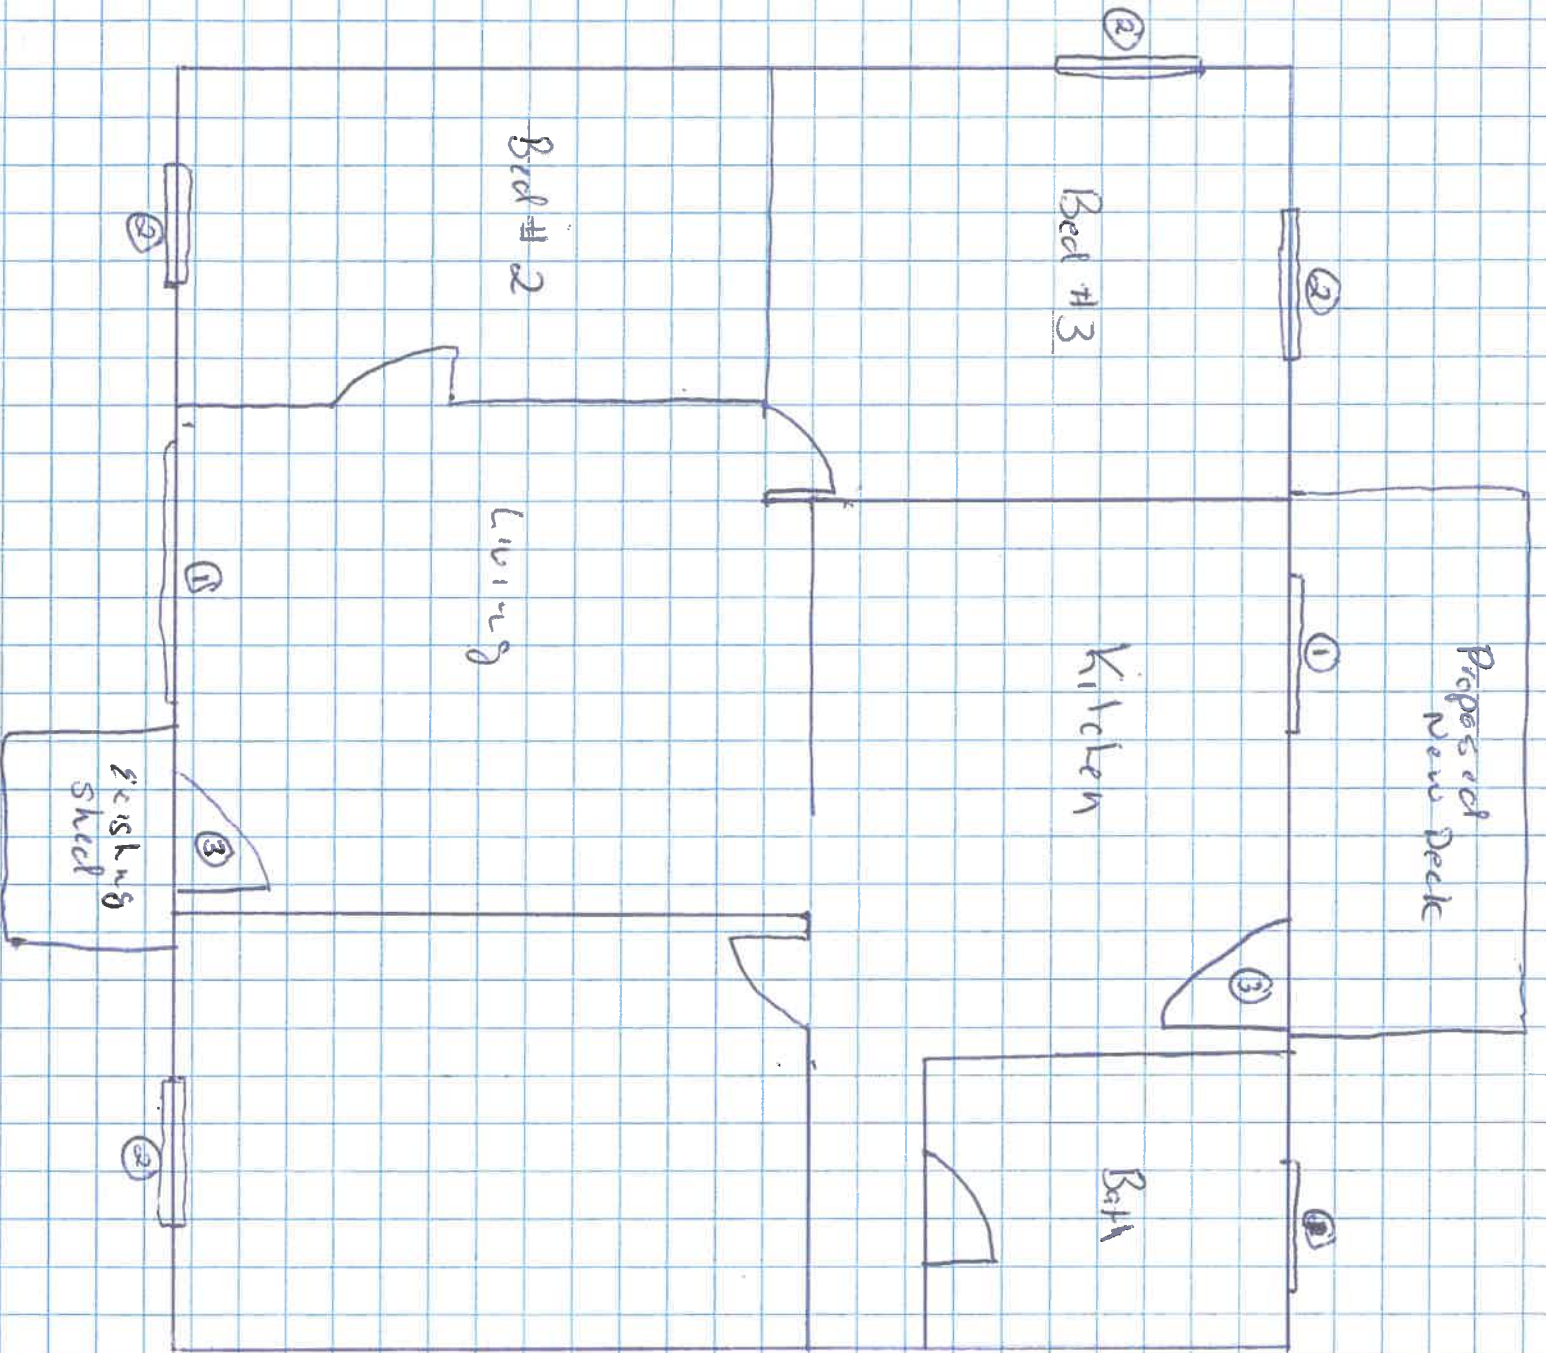 Proposed
New Deck
②
②
①
③
Bed #3
Kitchen
Bath
Bed # 2
Living
②
①
③
shed
②